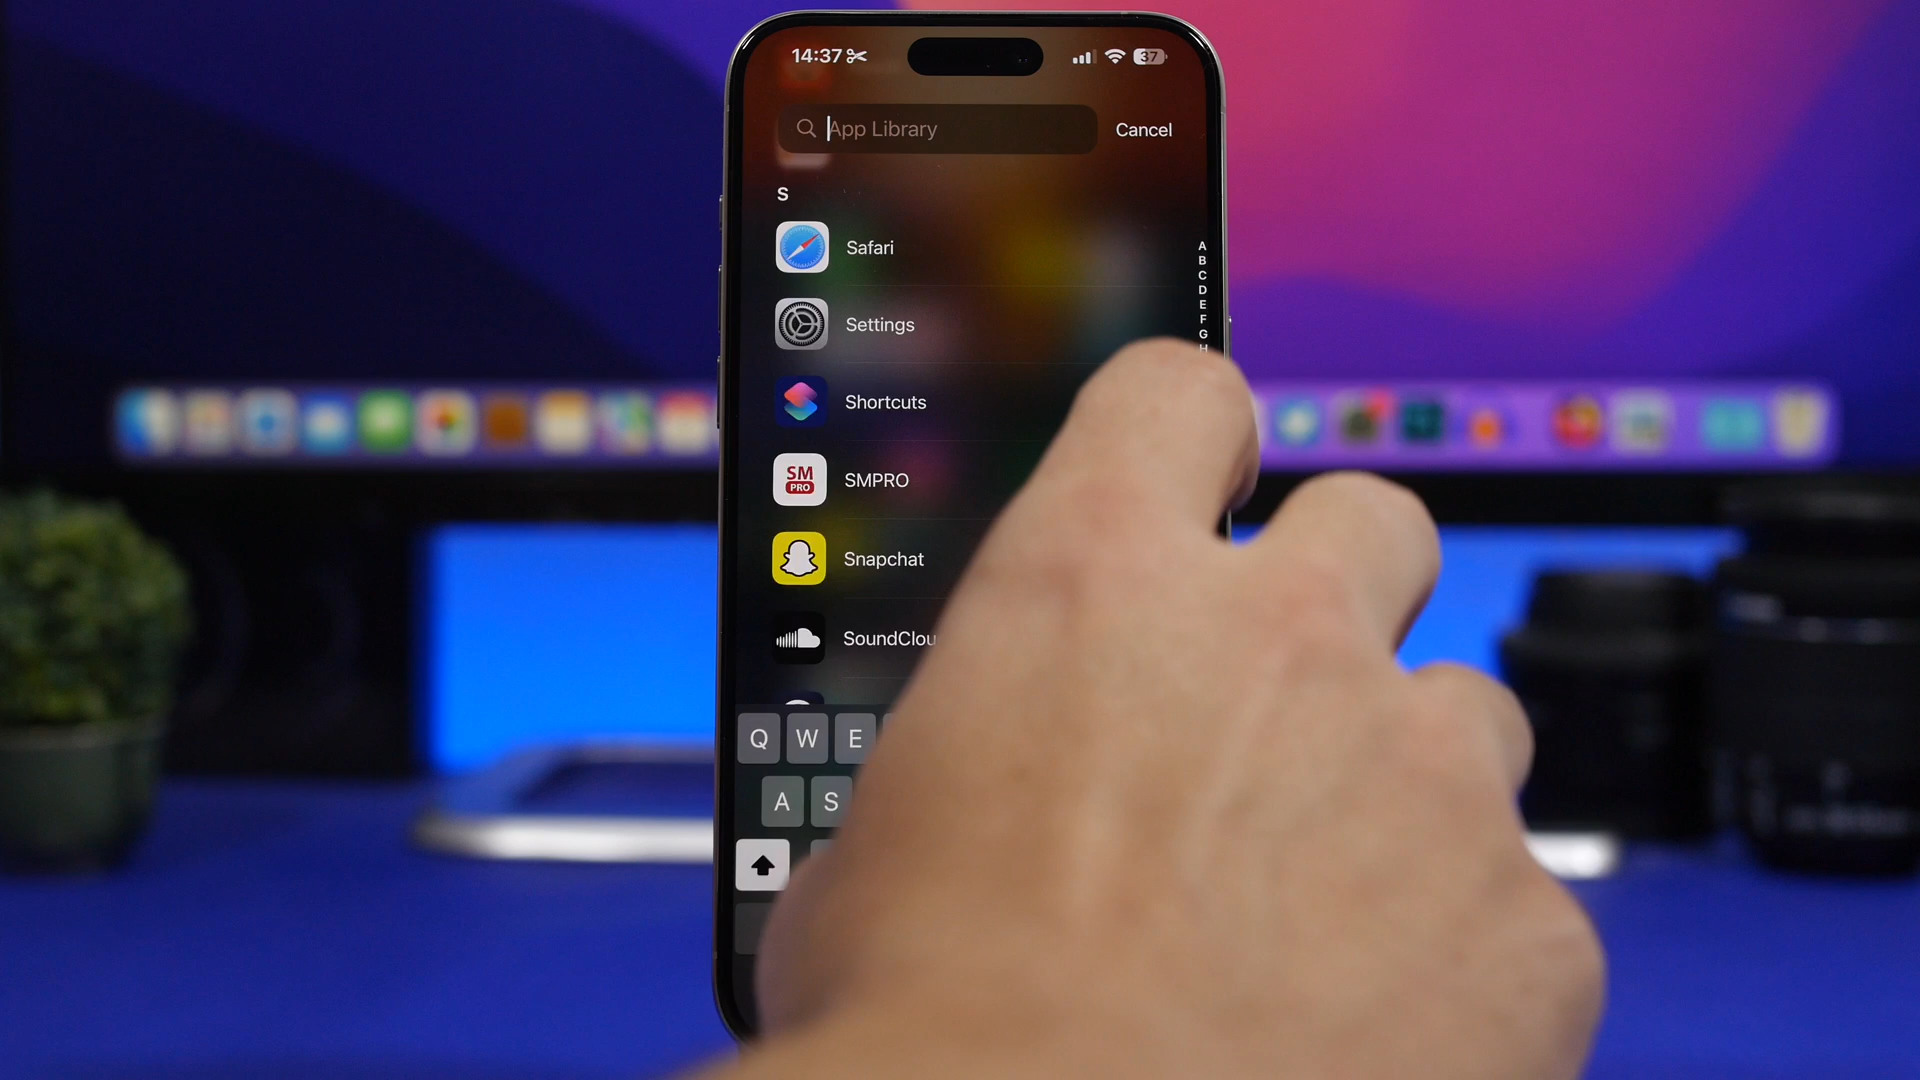 14:37
37
App Library
Cancel
S
Safari
Settings
Shortcuts
SM
PRO
SMPRO
Snapchat
SoundClou
A
B
C
D
E
F
G
H
Q W E
A S